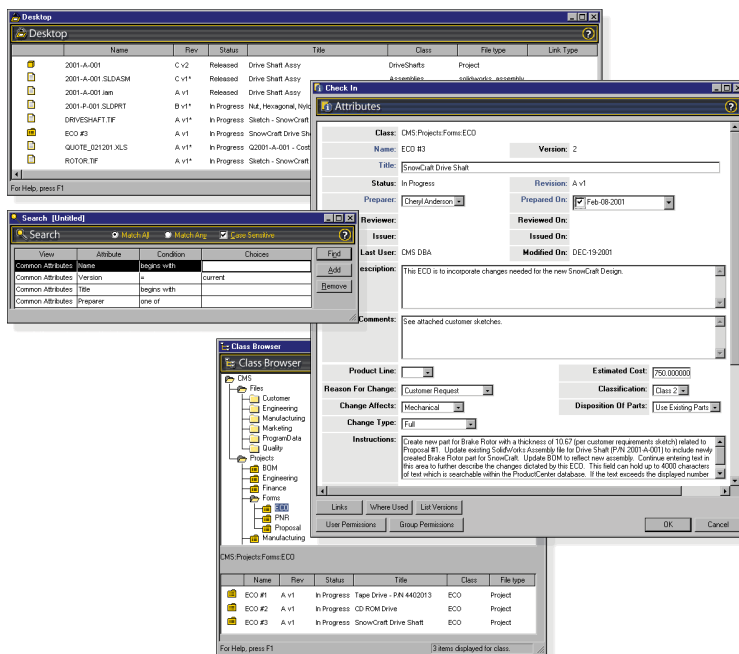 Desktop
Desktop
Name Rev Status Title Class File type Link Type
2001-A-001 C v2 Released Drive Shaft Assy DriveShafts Project
2001-A-001.SLDASM C v1* Released Drive Shaft Assy Assemblies solidworks_assembly
2001-A-001.iam A v1 Released Drive Shaft Assy
2001-P-001.SLDPRT B v1* In Progress Nut, Hexagonal, Nylo
DRIVESHAFT.TIF A v1* In Progress Sketch - SnowCraft
ECO #3 A v1 In Progress SnowCraft Drive Sh
QUOTE_021201.XLS A v1* In Progress Q2001-A-001 - Cost
ROTOR.TIF A v1* In Progress Sketch - SnowCraft
For Help, press F1
Search [Untitled]
Search Match All Match Any Case Sensitive
View Attribute Condition Choices
Common Attributes Name begins with
Common Attributes Version = current
Common Attributes Title begins with
Common Attributes Preparer one of
Find
Add
Remove
Check In
Attributes
Class: CMS:Projects:Forms:ECO
Name: ECO #3 Version: 2
Title: SnowCraft Drive Shaft
Status: In Progress Revision: A v1
Preparer: Cheryl Anderson Prepared On: Feb-08-2001
Reviewer: Reviewed On:
Issuer: Issued On:
Last User: CMS DBA Modified On: DEC-19-2001
escription: This ECO is to incorporate changes needed for the new SnowCraft Design.
Comments: See attached customer sketches.
Product Line: Estimated Cost: 750.000000
Reason For Change: Customer Request Classification: Class 2
Change Affects: Mechanical Disposition Of Parts: Use Existing Parts
Change Type: Full
Instructions: Create new part for Brake Rotor with a thickness of 10.67 (per customer requirements sketch) related to
Proposal #1. Update existing SolidWorks Assembly file for Drive Shaft (P/N 2001-A-001) to include newly
created Brake Rotor part for SnowCraft. Update BOM to reflect new assembly. Continue entering text in
this area to further describe the changes dictated by this ECO. This field can hold up to 4000 characters
of text which is searchable within the ProductCenter database. If the text exceeds the displayed number
Links Where Used List Versions
User Permissions Group Permissions OK Cancel
Class Browser
Class Browser
CMS
Files
Customer
Engineering
Manufacturing
Marketing
ProgramData
Quality
Projects
BOM
Engineering
Finance
Forms
ECO
PNR
Proposal
Manufacturing
CMS:Projects:Forms:ECO
Name Rev Status Title Class File type
ECO #1 A v1 In Progress Tape Drive - P/N 4402013 ECO Project
ECO #2 A v1 In Progress CD ROM Drive ECO Project
ECO #3 A v1 In Progress SnowCraft Drive Shaft ECO Project
For Help, press F1 3 items displayed for class.